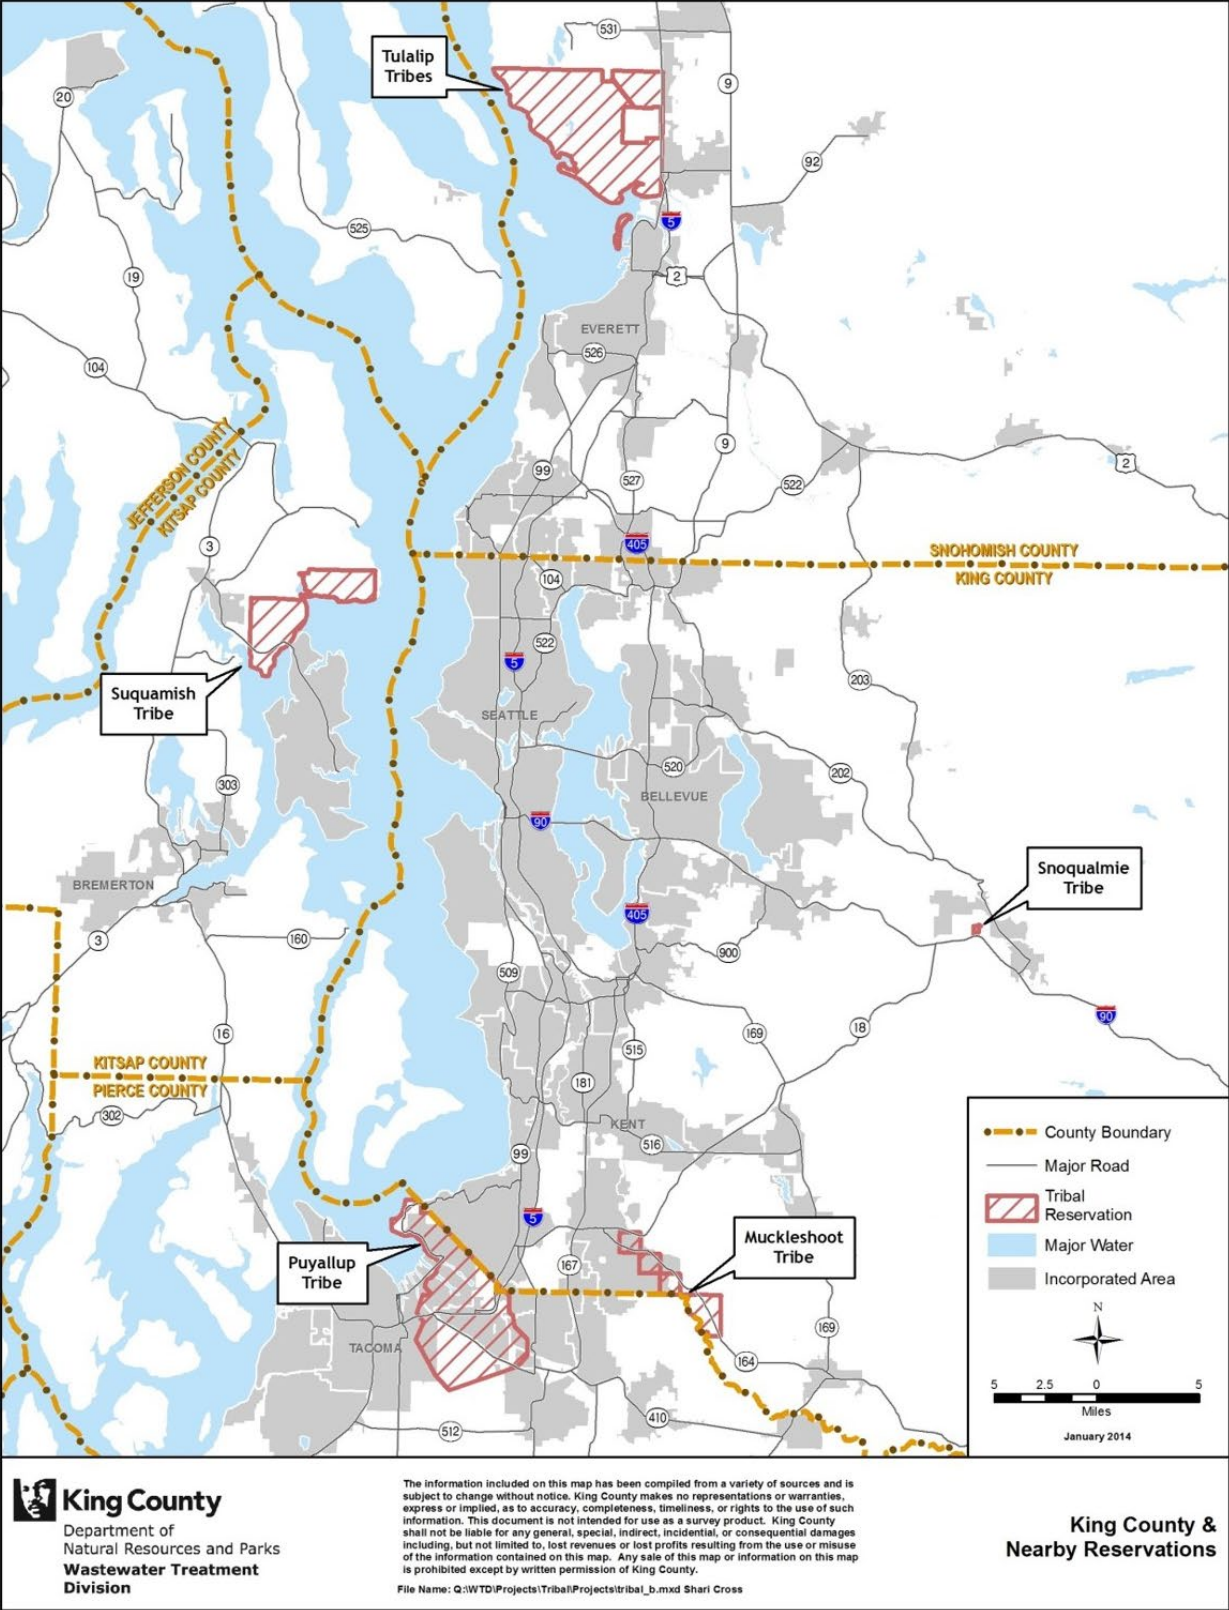 531
Tulalip
Tribes
9
20
92
525
5
19
2
EVERETT
526
104
JEFFERSON COUNTY
KITSAP COUNTY
9
99
527
522
2
3
405
SNOHOMISH COUNTY
KING COUNTY
104
522
5
203
Suquamish
Tribe
SEATTLE
303
520
202
BELLEVUE
90
Snoqualmie
Tribe
BREMERTON
405
3
160
900
509
90
16
18
169
515
KITSAP COUNTY
PIERCE COUNTY
181
302
KENT
516
99
5
Muckleshoot
Tribe
Puyallup
Tribe
167
169
TACOMA
164
410
512
County Boundary
Major Road
Tribal
Reservation
Major Water
Incorporated Area
N
5 2.5 0 5
Miles
January 2014
King County
Department of
Natural Resources and Parks
Wastewater Treatment
Division
The information included on this map has been compiled from a variety of sources and is
subject to change without notice. King County makes no representations or warranties,
express or implied, as to accuracy, completeness, timeliness, or rights to the use of such
information. This document is not intended for use as a survey product. King County
shall not be liable for any general, special, indirect, incidental, or consequential damages
including, but not limited to, lost revenues or lost profits resulting from the use or misuse
of the information contained on this map. Any sale of this map or information on this map
is prohibited except by written permission of King County.
File Name: Q:\WTD\Projects\Tribal\Projects\tribal_b.mxd Shari Cross
King County &
Nearby Reservations